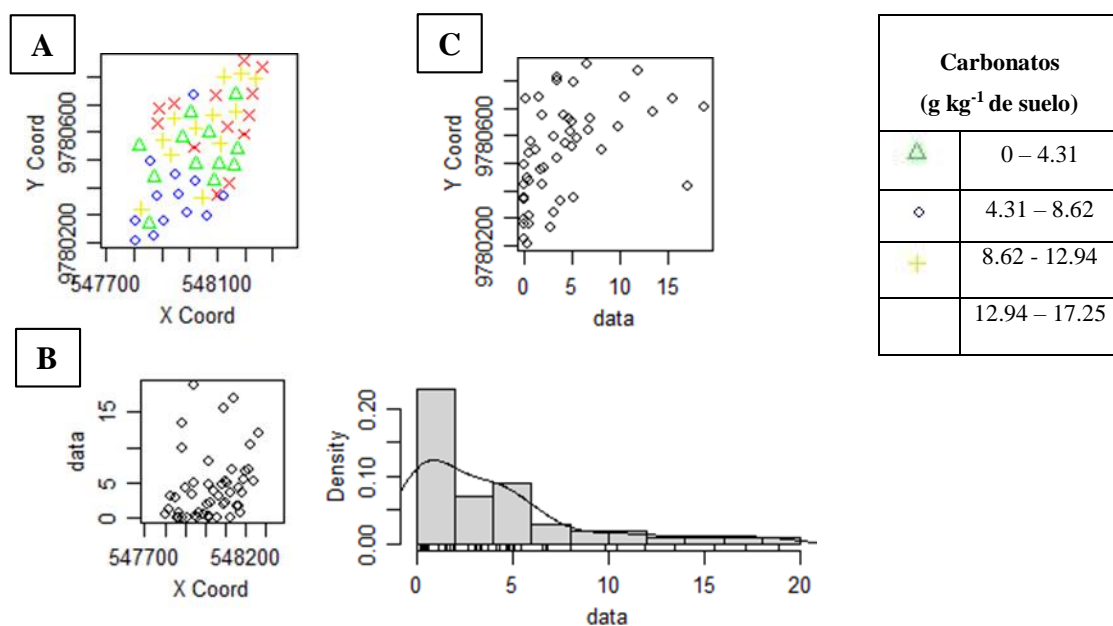 A
Y Coord
9780200
9780600
547700
548100
X Coord
C
Y Coord
9780200
9780600
0
5
10
15
data
Carbonatos
(g kg-1 de suelo)
0 – 4.31
4.31 – 8.62
8.62 - 12.94
12.94 – 17.25
B
data
0
5
15
547700
548200
X Coord
Density
0.00
0.10
0.20
0
5
10
15
20
data